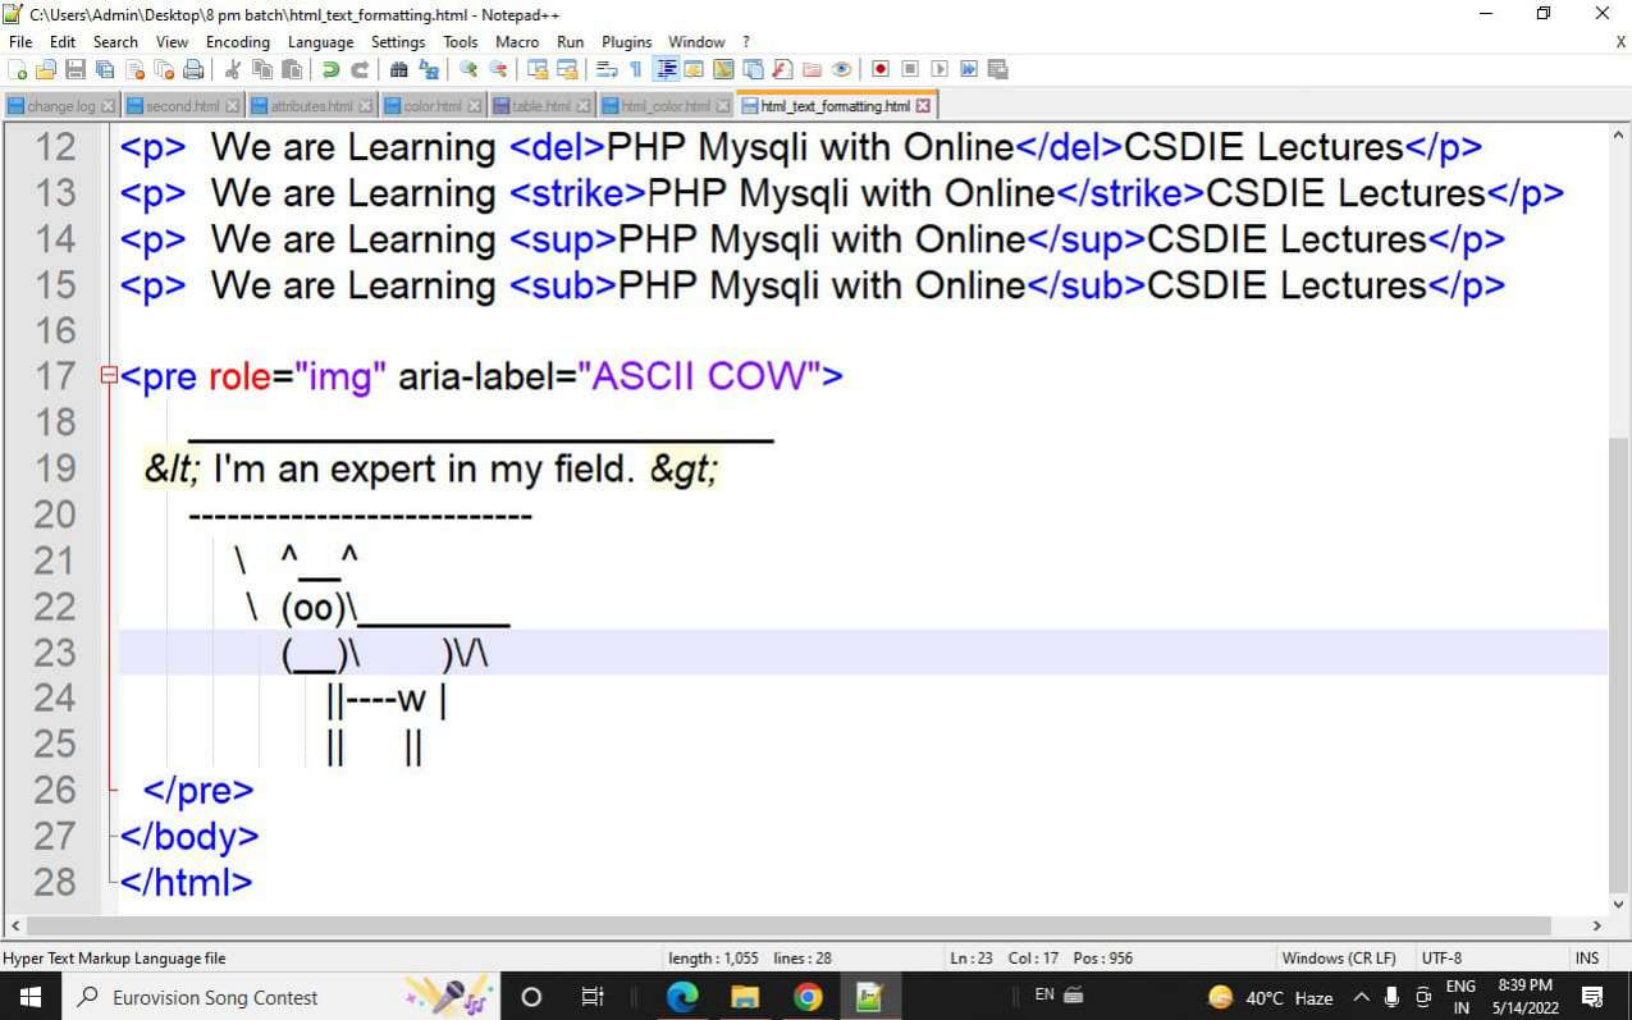 C:\Users\Admin\Desktop\8 pm batch\html_text_formatting.html - Notepad++
File Edit Search View Encoding Language Settings Tools Macro Run Plugins Window ? X
change.log second.html attributes.html color.html table.html html_color.html html_text_formatting.html
12 <p>  We are Learning <del>PHP Mysqli with Online</del>CSDIE Lectures</p>
13 <p>  We are Learning <strike>PHP Mysqli with Online</strike>CSDIE Lectures</p>
14 <p>  We are Learning <sup>PHP Mysqli with Online</sup>CSDIE Lectures</p>
15 <p>  We are Learning <sub>PHP Mysqli with Online</sub>CSDIE Lectures</p>
16
17 <pre role="img" aria-label="ASCII COW">
18    ___________________________
19  &lt; I'm an expert in my field. &gt;
20    ---------------------------
21      \   ^__^
22       \  (oo)\_______
23          (__)\       )\/\
24              ||----w |
25              ||     ||
26  </pre>
27 </body>
28 </html>
Hyper Text Markup Language file length : 1,055 lines : 28 Ln : 23 Col : 17 Pos : 956 Windows (CR LF) UTF-8 INS
Eurovision Song Contest EN 40°C Haze ENG IN 8:39 PM 5/14/2022